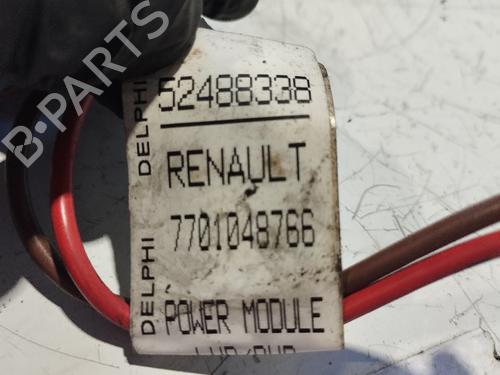 B-PARTS
DELPHI
52488338
RENAULT
7701048766
DELPHI
POWER MODULE